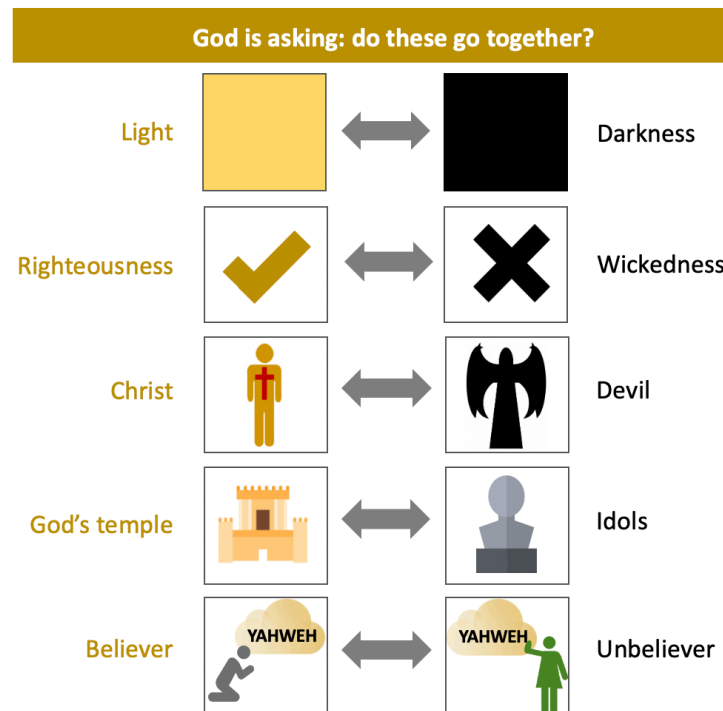 God is asking: do these go together?
Light
Darkness
Righteousness
Wickedness
Christ
Devil
God’s temple
Idols
Believer
YAHWEH
YAHWEH
Unbeliever